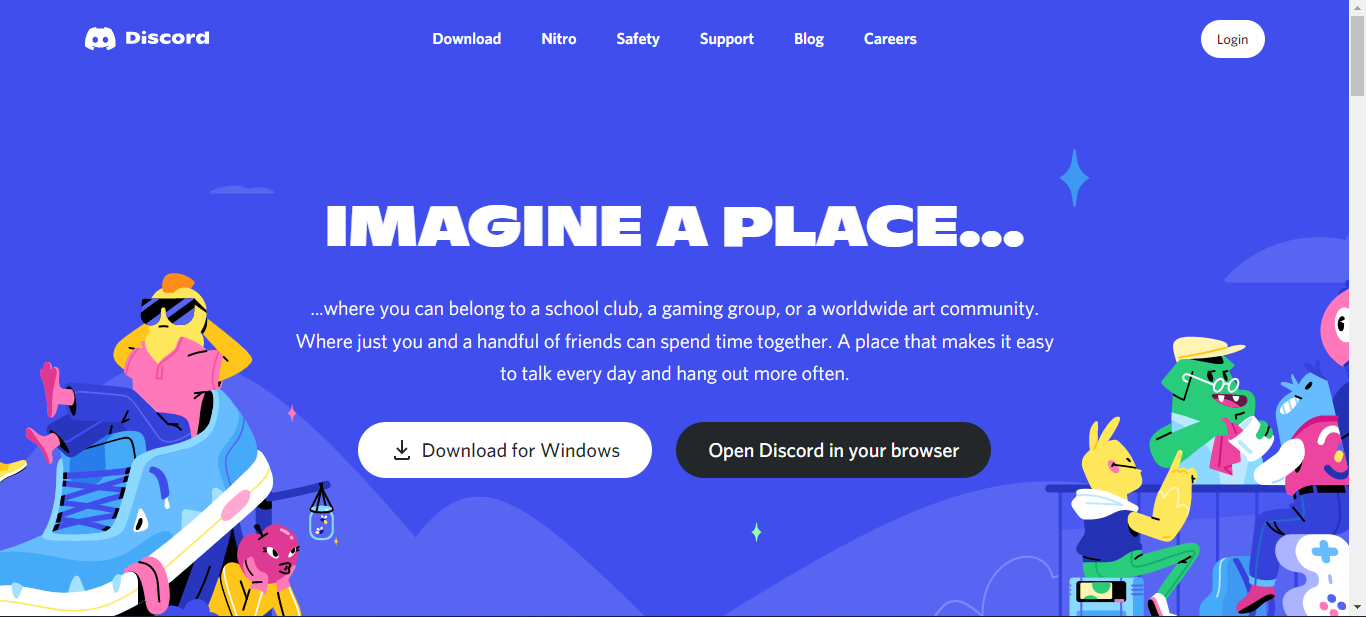 Discord
Download
Nitro
Safety
Support
Blog
Careers
Login
IMAGINE A PLACE...
...where you can belong to a school club, a gaming group, or a worldwide art community.
Where just you and a handful of friends can spend time together. A place that makes it easy
to talk every day and hang out more often.
Download for Windows
Open Discord in your browser